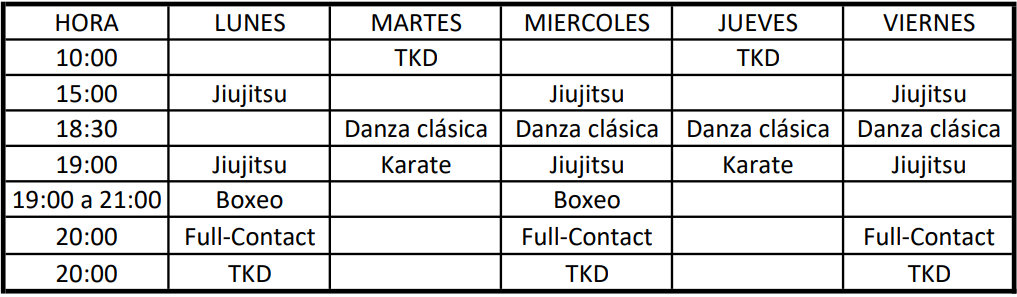 HORA LUNES MARTES MIERCOLES JUEVES VIERNES
10:00 TKD TKD
15:00 Jiujitsu Jiujitsu Jiujitsu
18:30 Danza clásica Danza clásica Danza clásica Danza clásica
19:00 Jiujitsu Karate Jiujitsu Karate Jiujitsu
19:00 a 21:00 Boxeo Boxeo
20:00 Full-Contact Full-Contact Full-Contact
20:00 TKD TKD TKD